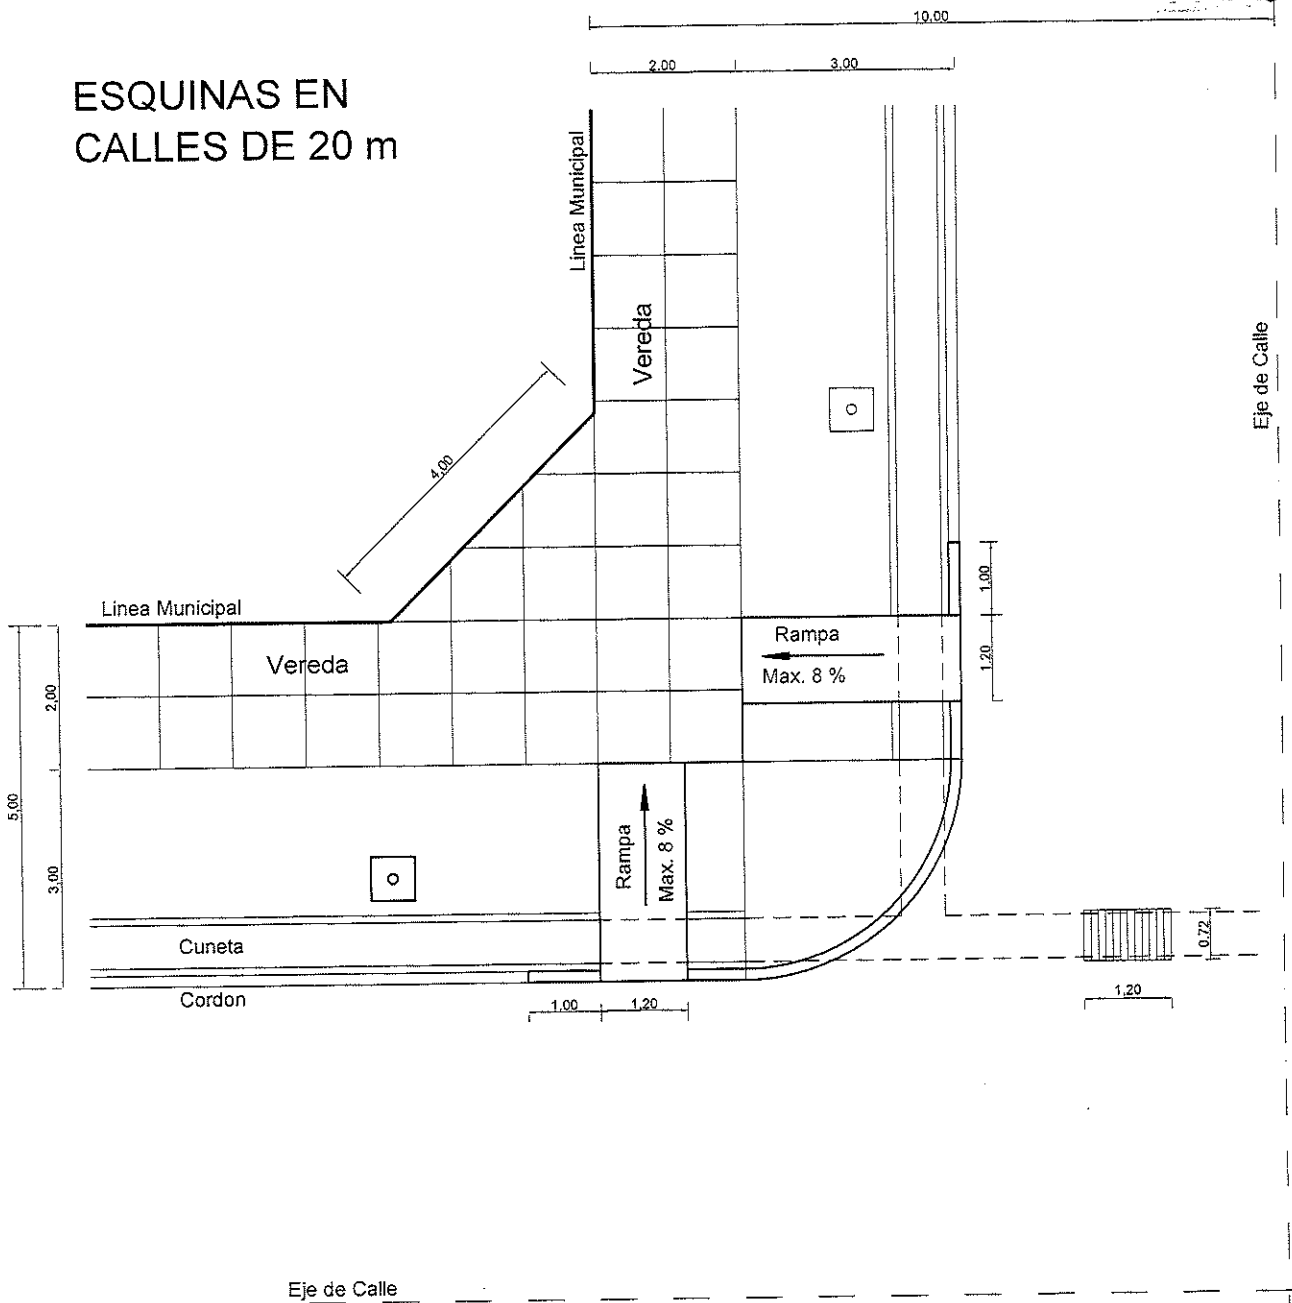 10.00
2.00
3.00
ESQUINAS EN
CALLES DE 20 m
Linea Municipal
Vereda
Eje de Calle
4,00
1.00
Linea Municipal
Vereda
Rampa
Max. 8 %
1.20
2,00
5,00
3,00
Rampa
Max. 8 %
Cuneta
Cordon
0.72
1,00
1,20
1,20
Eje de Calle